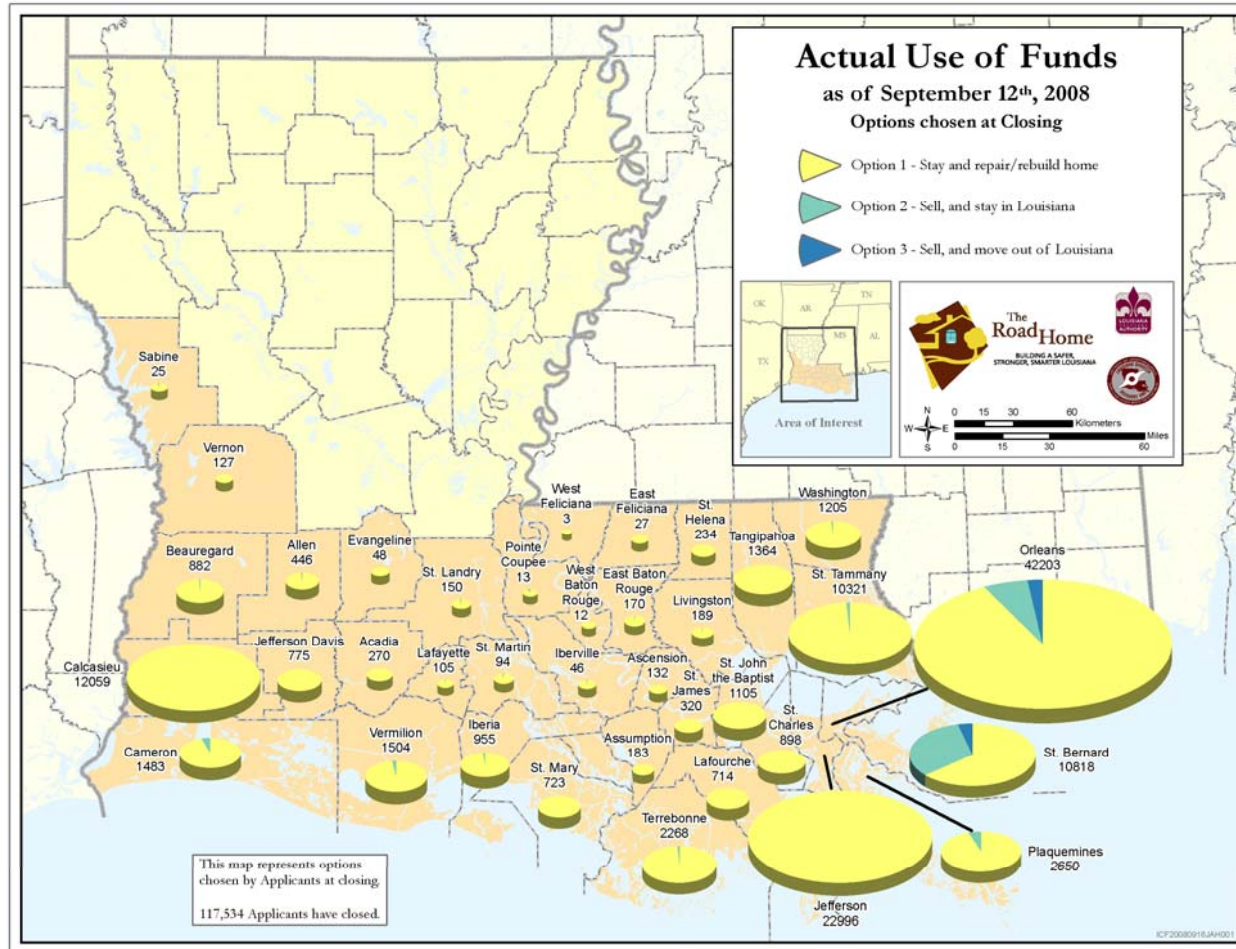 Actual Use of Funds
as of September 12th, 2008
Options chosen at Closing
Option 1 - Stay and repair/rebuild home
Option 2 - Sell, and stay in Louisiana
Option 3 - Sell, and move out of Louisiana
OK
AR
TN
TX
MS
AL
Area of Interest
The
Road Home
BUILDING A SAFER,
STRONGER, SMARTER LOUISIANA
LOUISIANA
AUTHORITY
N
W E
S
0 15 30 60
Kilometers
Miles
0 15 30 60
Sabine
25
Vernon
127
Beauregard
882
Allen
446
Evangeline
48
St. Landry
150
Pointe
Coupee
13
West
Feliciana
3
East
Feliciana
27
St.
Helena
234
Tangipahoa
1364
Washington
1205
St. Tammany
10321
Orleans
42203
West
Baton
Rouge
12
East Baton
Rouge
170
Livingston
189
Calcasieu
12059
Jefferson Davis
775
Acadia
270
Lafayette
105
St. Martin
94
Iberville
46
Ascension
132
St.
James
320
St. John
the Baptist
1105
St.
Charles
898
Cameron
1483
Vermilion
1504
Iberia
955
St. Mary
723
Assumption
183
Lafourche
714
Terrebonne
2268
St. Bernard
10818
Plaquemines
2650
Jefferson
22996
This map represents options
chosen by Applicants at closing.
117,534 Applicants have closed.
ICF20080916JAH001